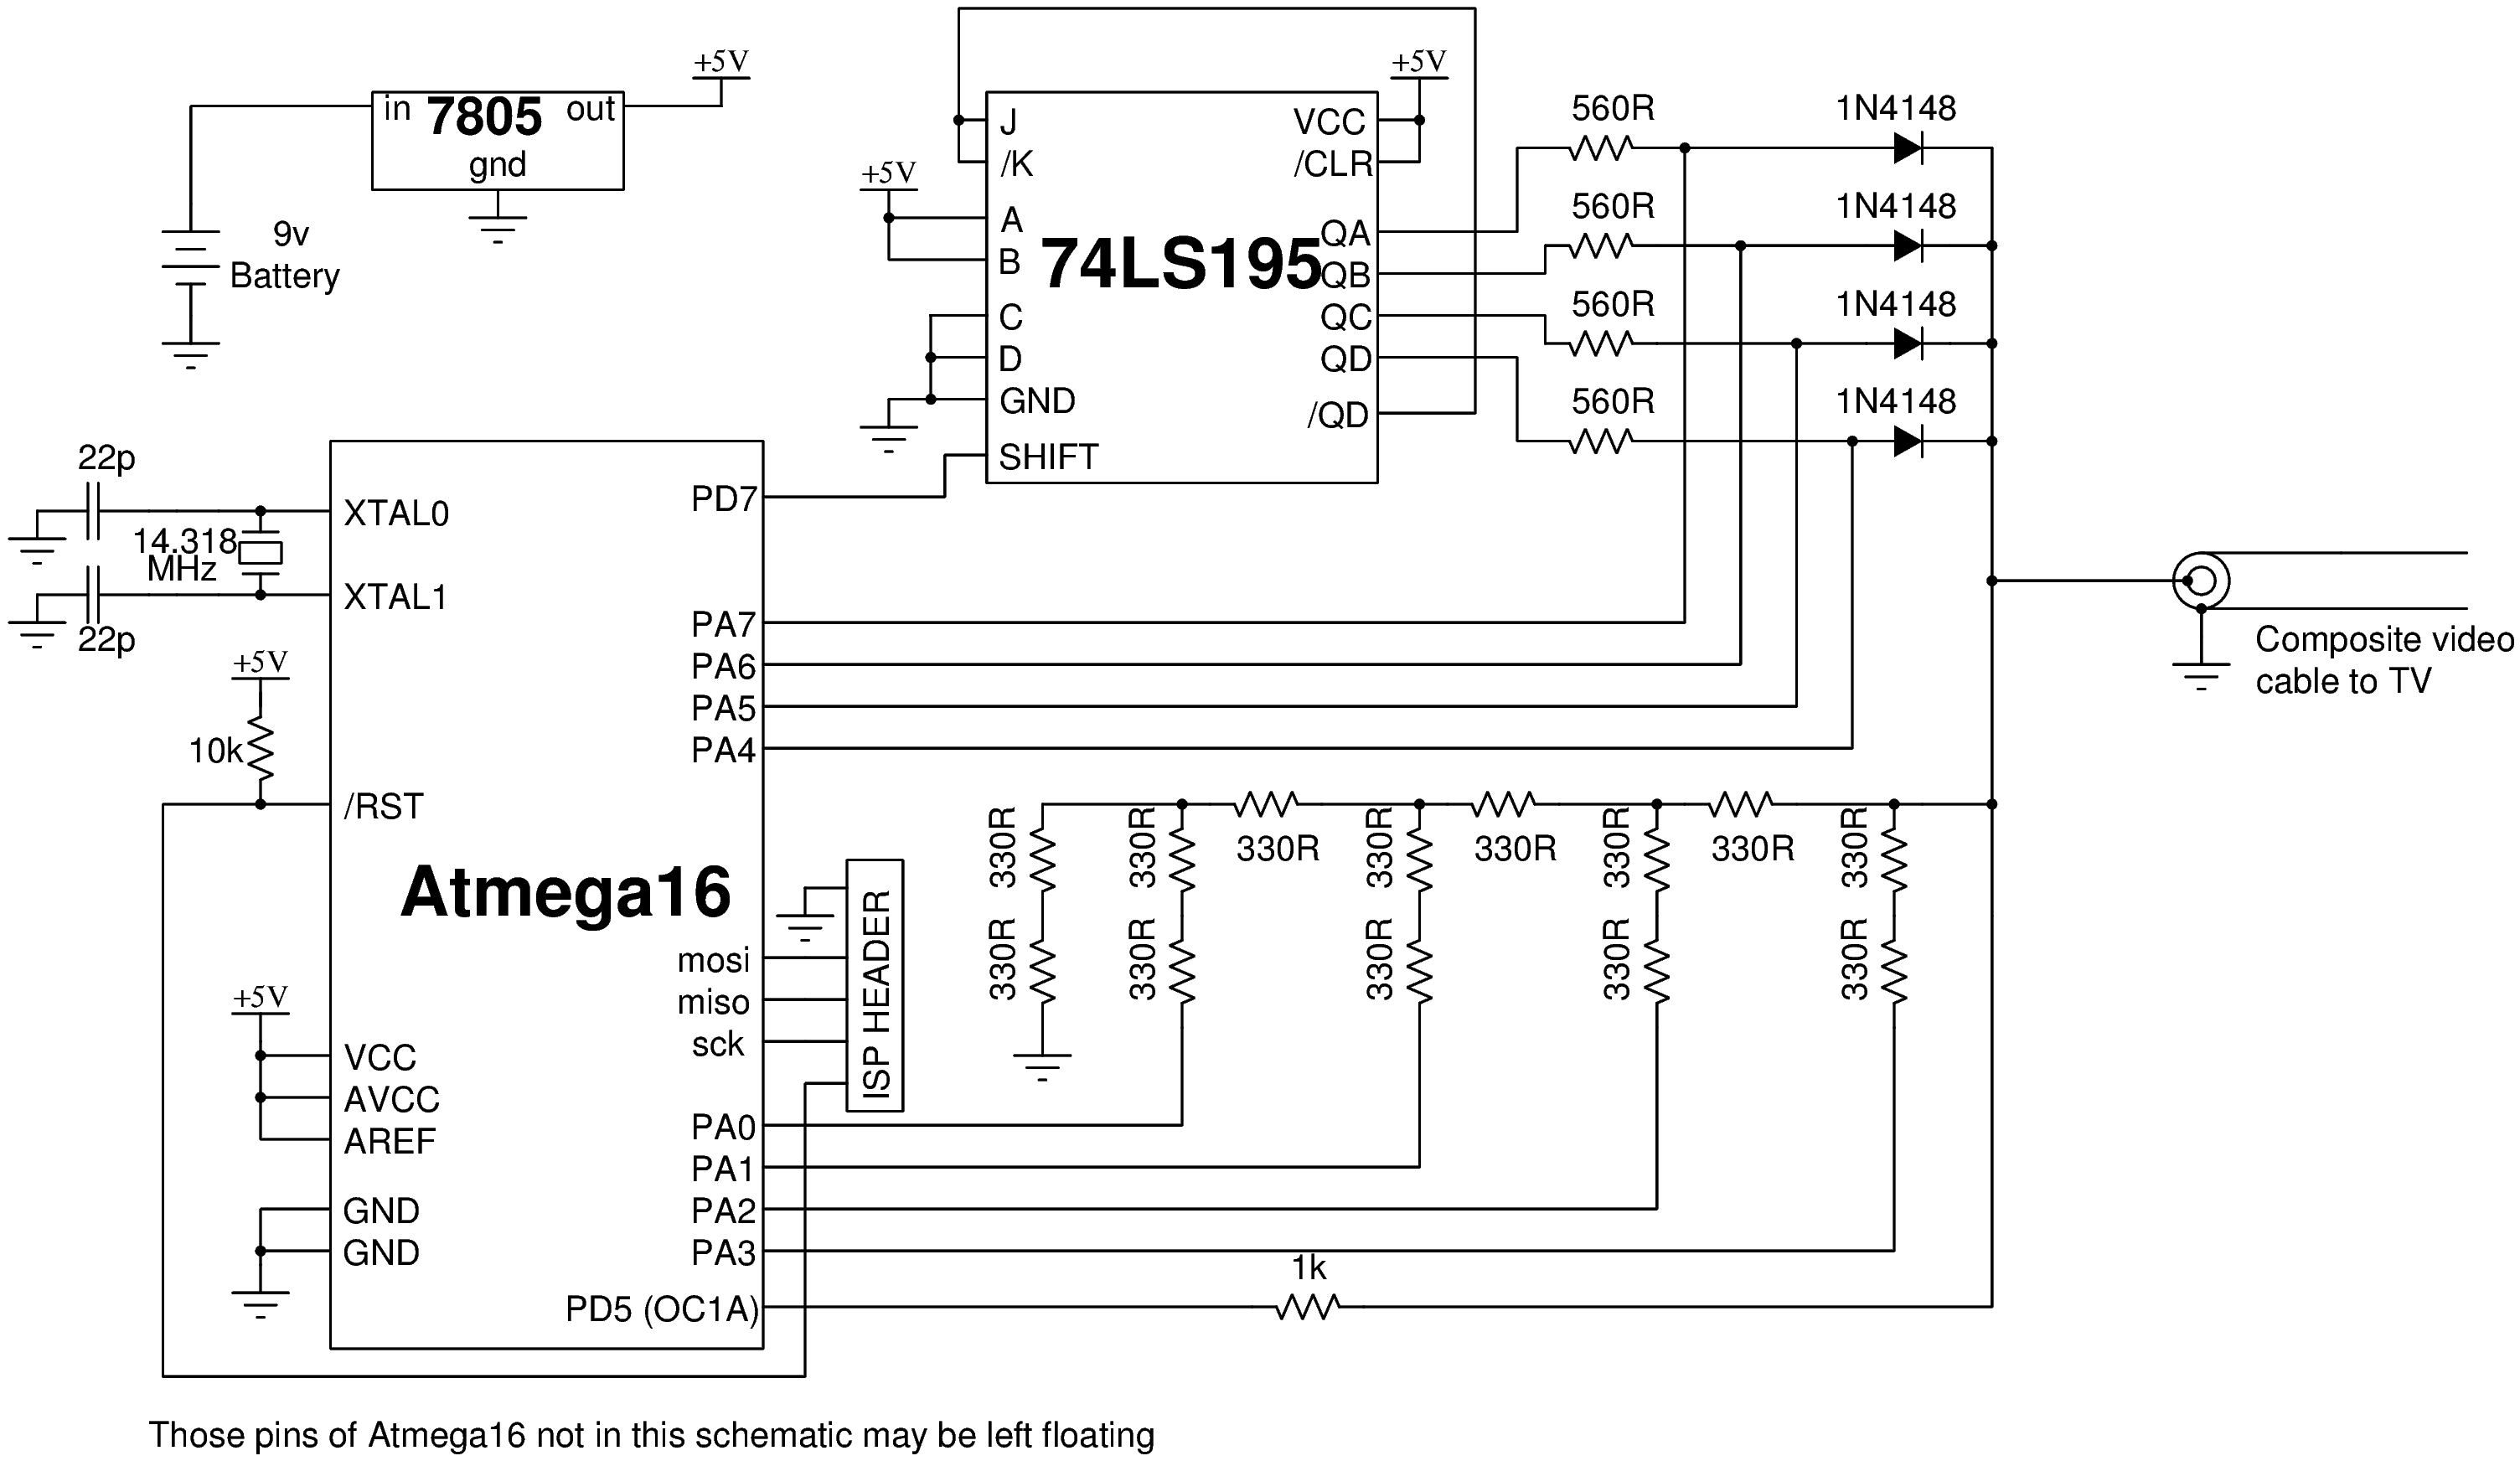 +5V
in 7805 out
gnd
9v
Battery
+5V
J
/K
+5V
A
B
C
D
GND
SHIFT
74LS195
VCC
/CLR
QA
QB
QC
QD
/QD
560R
1N4148
560R
1N4148
560R
1N4148
560R
1N4148
22p
14.318
MHz
22p
XTAL0
XTAL1
+5V
10k
/RST
Atmega16
+5V
VCC
AVCC
AREF
GND
GND
PD7
PA7
PA6
PA5
PA4
mosi
miso
sck
PA0
PA1
PA2
PA3
PD5 (OC1A)
ISP HEADER
330R
330R
330R
330R
330R
330R
330R
330R
330R
330R
330R
330R
330R
1k
Composite video
cable to TV
Those pins of Atmega16 not in this schematic may be left floating